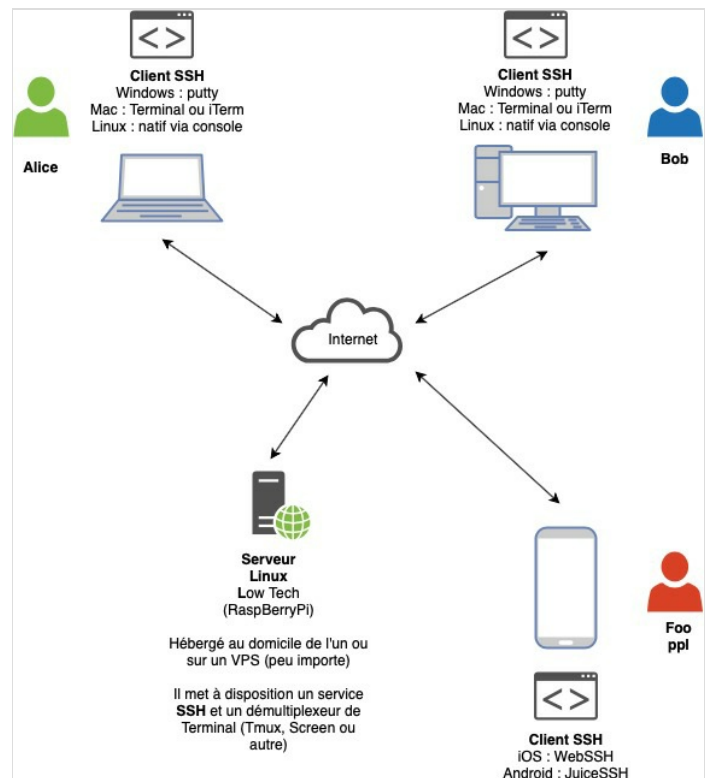 Client SSH
Windows : putty
Mac : Terminal ou iTerm
Linux : natif via console
Alice
Client SSH
Windows : putty
Mac : Terminal ou iTerm
Linux : natif via console
Bob
Internet
Serveur
Linux
Low Tech
(RaspBerryPi)
Hébergé au domicile de l'un ou
sur un VPS (peu importe)
Il met à disposition un service
SSH et un démultiplexeur de
Terminal (Tmux, Screen ou
autre)
Foo
ppl
Client SSH
iOS : WebSSH
Android : JuiceSSH